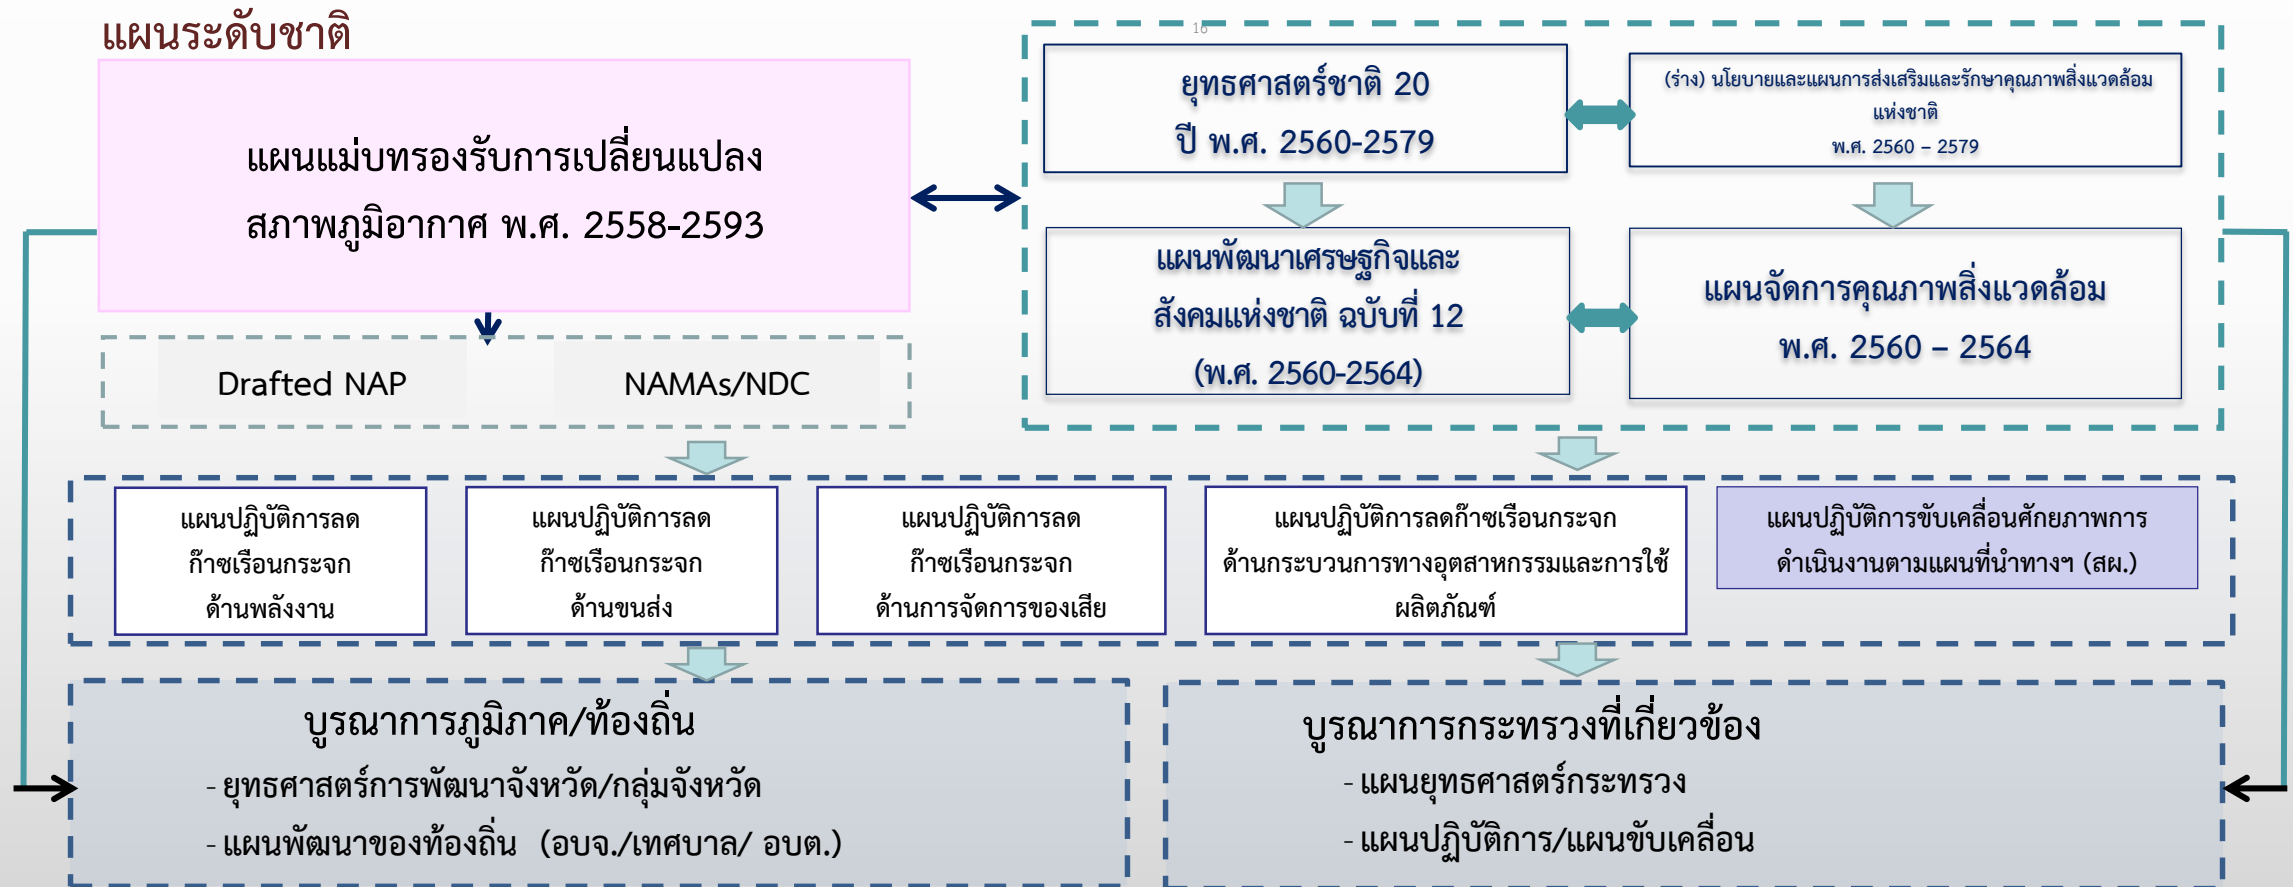 แผนระดับชาติ
16
แผนแม่บทรองรับการเปลี่ยนแปลง
สภาพภูมิอากาศ พ.ศ. 2558-2593
ยุทธศาสตร์ชาติ 20
ปี พ.ศ. 2560-2579
(ร่าง) นโยบายและแผนการส่งเสริมและรักษาคุณภาพสิ่งแวดล้อม
แห่งชาติ
พ.ศ. 2560 – 2579
แผนพัฒนาเศรษฐกิจและ
สังคมแห่งชาติ ฉบับที่ 12
(พ.ศ. 2560-2564)
แผนจัดการคุณภาพสิ่งแวดล้อม
พ.ศ. 2560 – 2564
Drafted NAP
NAMAs/NDC
แผนปฏิบัติการลด
ก๊าซเรือนกระจก
ด้านพลังงาน
แผนปฏิบัติการลด
ก๊าซเรือนกระจก
ด้านขนส่ง
แผนปฏิบัติการลด
ก๊าซเรือนกระจก
ด้านการจัดการของเสีย
แผนปฏิบัติการลดก๊าซเรือนกระจก
ด้านกระบวนการทางอุตสาหกรรมและการใช้
ผลิตภัณฑ์
แผนปฏิบัติการขับเคลื่อนศักยภาพการ
ดำเนินงานตามแผนที่นำทางฯ (สผ.)
บูรณาการภูมิภาค/ท้องถิ่น
- ยุทธศาสตร์การพัฒนาจังหวัด/กลุ่มจังหวัด
- แผนพัฒนาของท้องถิ่น (อบจ./เทศบาล/ อบต.)
บูรณาการกระทรวงที่เกี่ยวข้อง
- แผนยุทธศาสตร์กระทรวง
- แผนปฏิบัติการ/แผนขับเคลื่อน